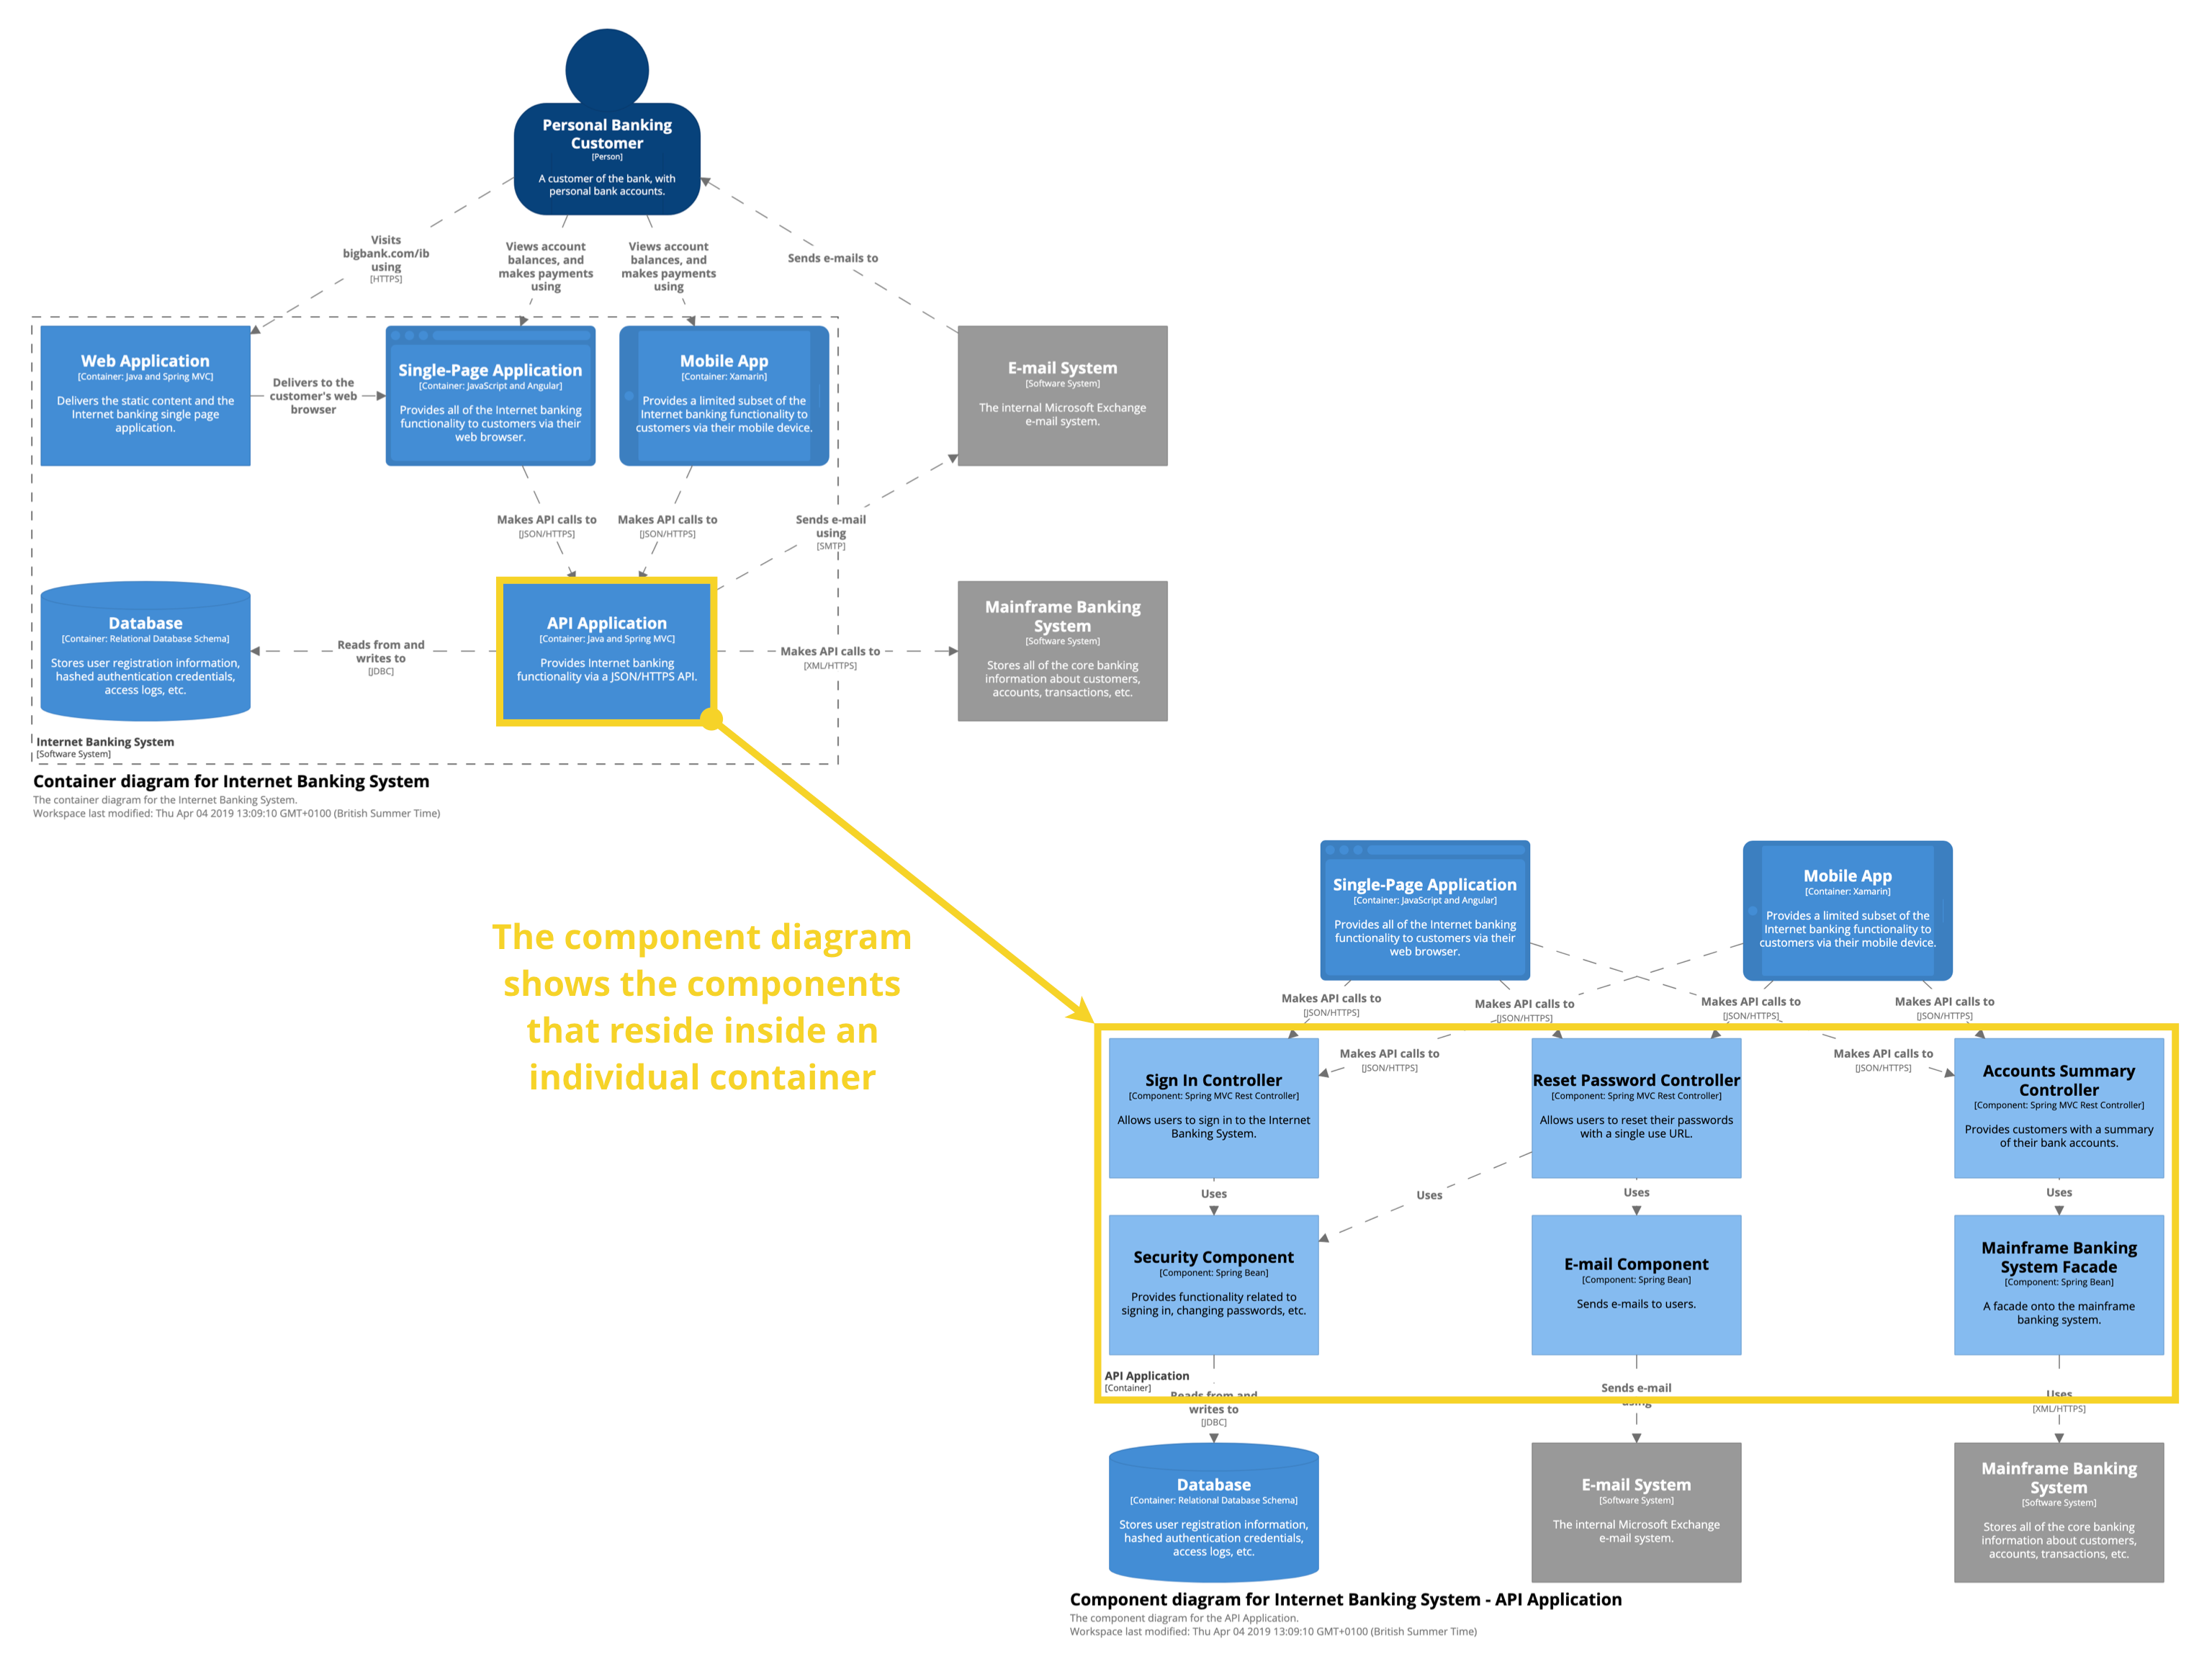 Personal Banking
Customer
[Person]
A customer of the bank, with
personal bank accounts.
Visits
bigbank.com/ib
using
[HTTPS]
Views account
balances, and
makes payments
using
Views account
balances, and
makes payments
using
Sends e-mails to
Web Application
[Container: Java and Spring MVC]
Delivers the static content and the
Internet banking single page
application.
Delivers to the
customer's web
browser
Single-Page Application
[Container: JavaScript and Angular]
Provides all of the Internet banking
functionality to customers via their
web browser.
Mobile App
[Container: Xamarin]
Provides a limited subset of the
Internet banking functionality to
customers via their mobile device.
E-mail System
[Software System]
The internal Microsoft Exchange
e-mail system.
Makes API calls to
[JSON/HTTPS]
Makes API calls to
[JSON/HTTPS]
Sends e-mail
using
[SMTP]
Database
[Container: Relational Database Schema]
Stores user registration information,
hashed authentication credentials,
access logs, etc.
Reads from and
writes to
[JDBC]
API Application
[Container: Java and Spring MVC]
Provides Internet banking
functionality via a JSON/HTTPS API.
Makes API calls to
[XML/HTTPS]
Mainframe Banking
System
[Software System]
Stores all of the core banking
information about customers,
accounts, transactions, etc.
Internet Banking System
[Software System]
Container diagram for Internet Banking System
The container diagram for the Internet Banking System.
Workspace last modified: Thu Apr 04 2019 13:09:10 GMT+0100 (British Summer Time)
The component diagram
shows the components
that reside inside an
individual container
Single-Page Application
[Container: JavaScript and Angular]
Provides all of the Internet banking
functionality to customers via their
web browser.
Mobile App
[Container: Xamarin]
Provides a limited subset of the
Internet banking functionality to
customers via their mobile device.
Makes API calls to
[JSON/HTTPS]
Makes API calls to
[JSON/HTTPS]
Makes API calls to
[JSON/HTTPS]
Makes API calls to
[JSON/HTTPS]
Makes API calls to
[JSON/HTTPS]
Makes API calls to
[JSON/HTTPS]
Sign In Controller
[Component: Spring MVC Rest Controller]
Allows users to sign in to the Internet
Banking System.
Reset Password Controller
[Component: Spring MVC Rest Controller]
Allows users to reset their passwords
with a single use URL.
Accounts Summary
Controller
[Component: Spring MVC Rest Controller]
Provides customers with a summary
of their bank accounts.
Uses
Uses
Uses
Uses
Security Component
[Component: Spring Bean]
Provides functionality related to
signing in, changing passwords, etc.
E-mail Component
[Component: Spring Bean]
Sends e-mails to users.
Mainframe Banking
System Facade
[Component: Spring Bean]
A facade onto the mainframe
banking system.
API Application
[Container]
Reads from and
writes to
[JDBC]
Sends e-mail
using
Uses
[XML/HTTPS]
Database
[Container: Relational Database Schema]
Stores user registration information,
hashed authentication credentials,
access logs, etc.
E-mail System
[Software System]
The internal Microsoft Exchange
e-mail system.
Mainframe Banking
System
[Software System]
Stores all of the core banking
information about customers,
accounts, transactions, etc.
Component diagram for Internet Banking System - API Application
The component diagram for the API Application.
Workspace last modified: Thu Apr 04 2019 13:09:10 GMT+0100 (British Summer Time)